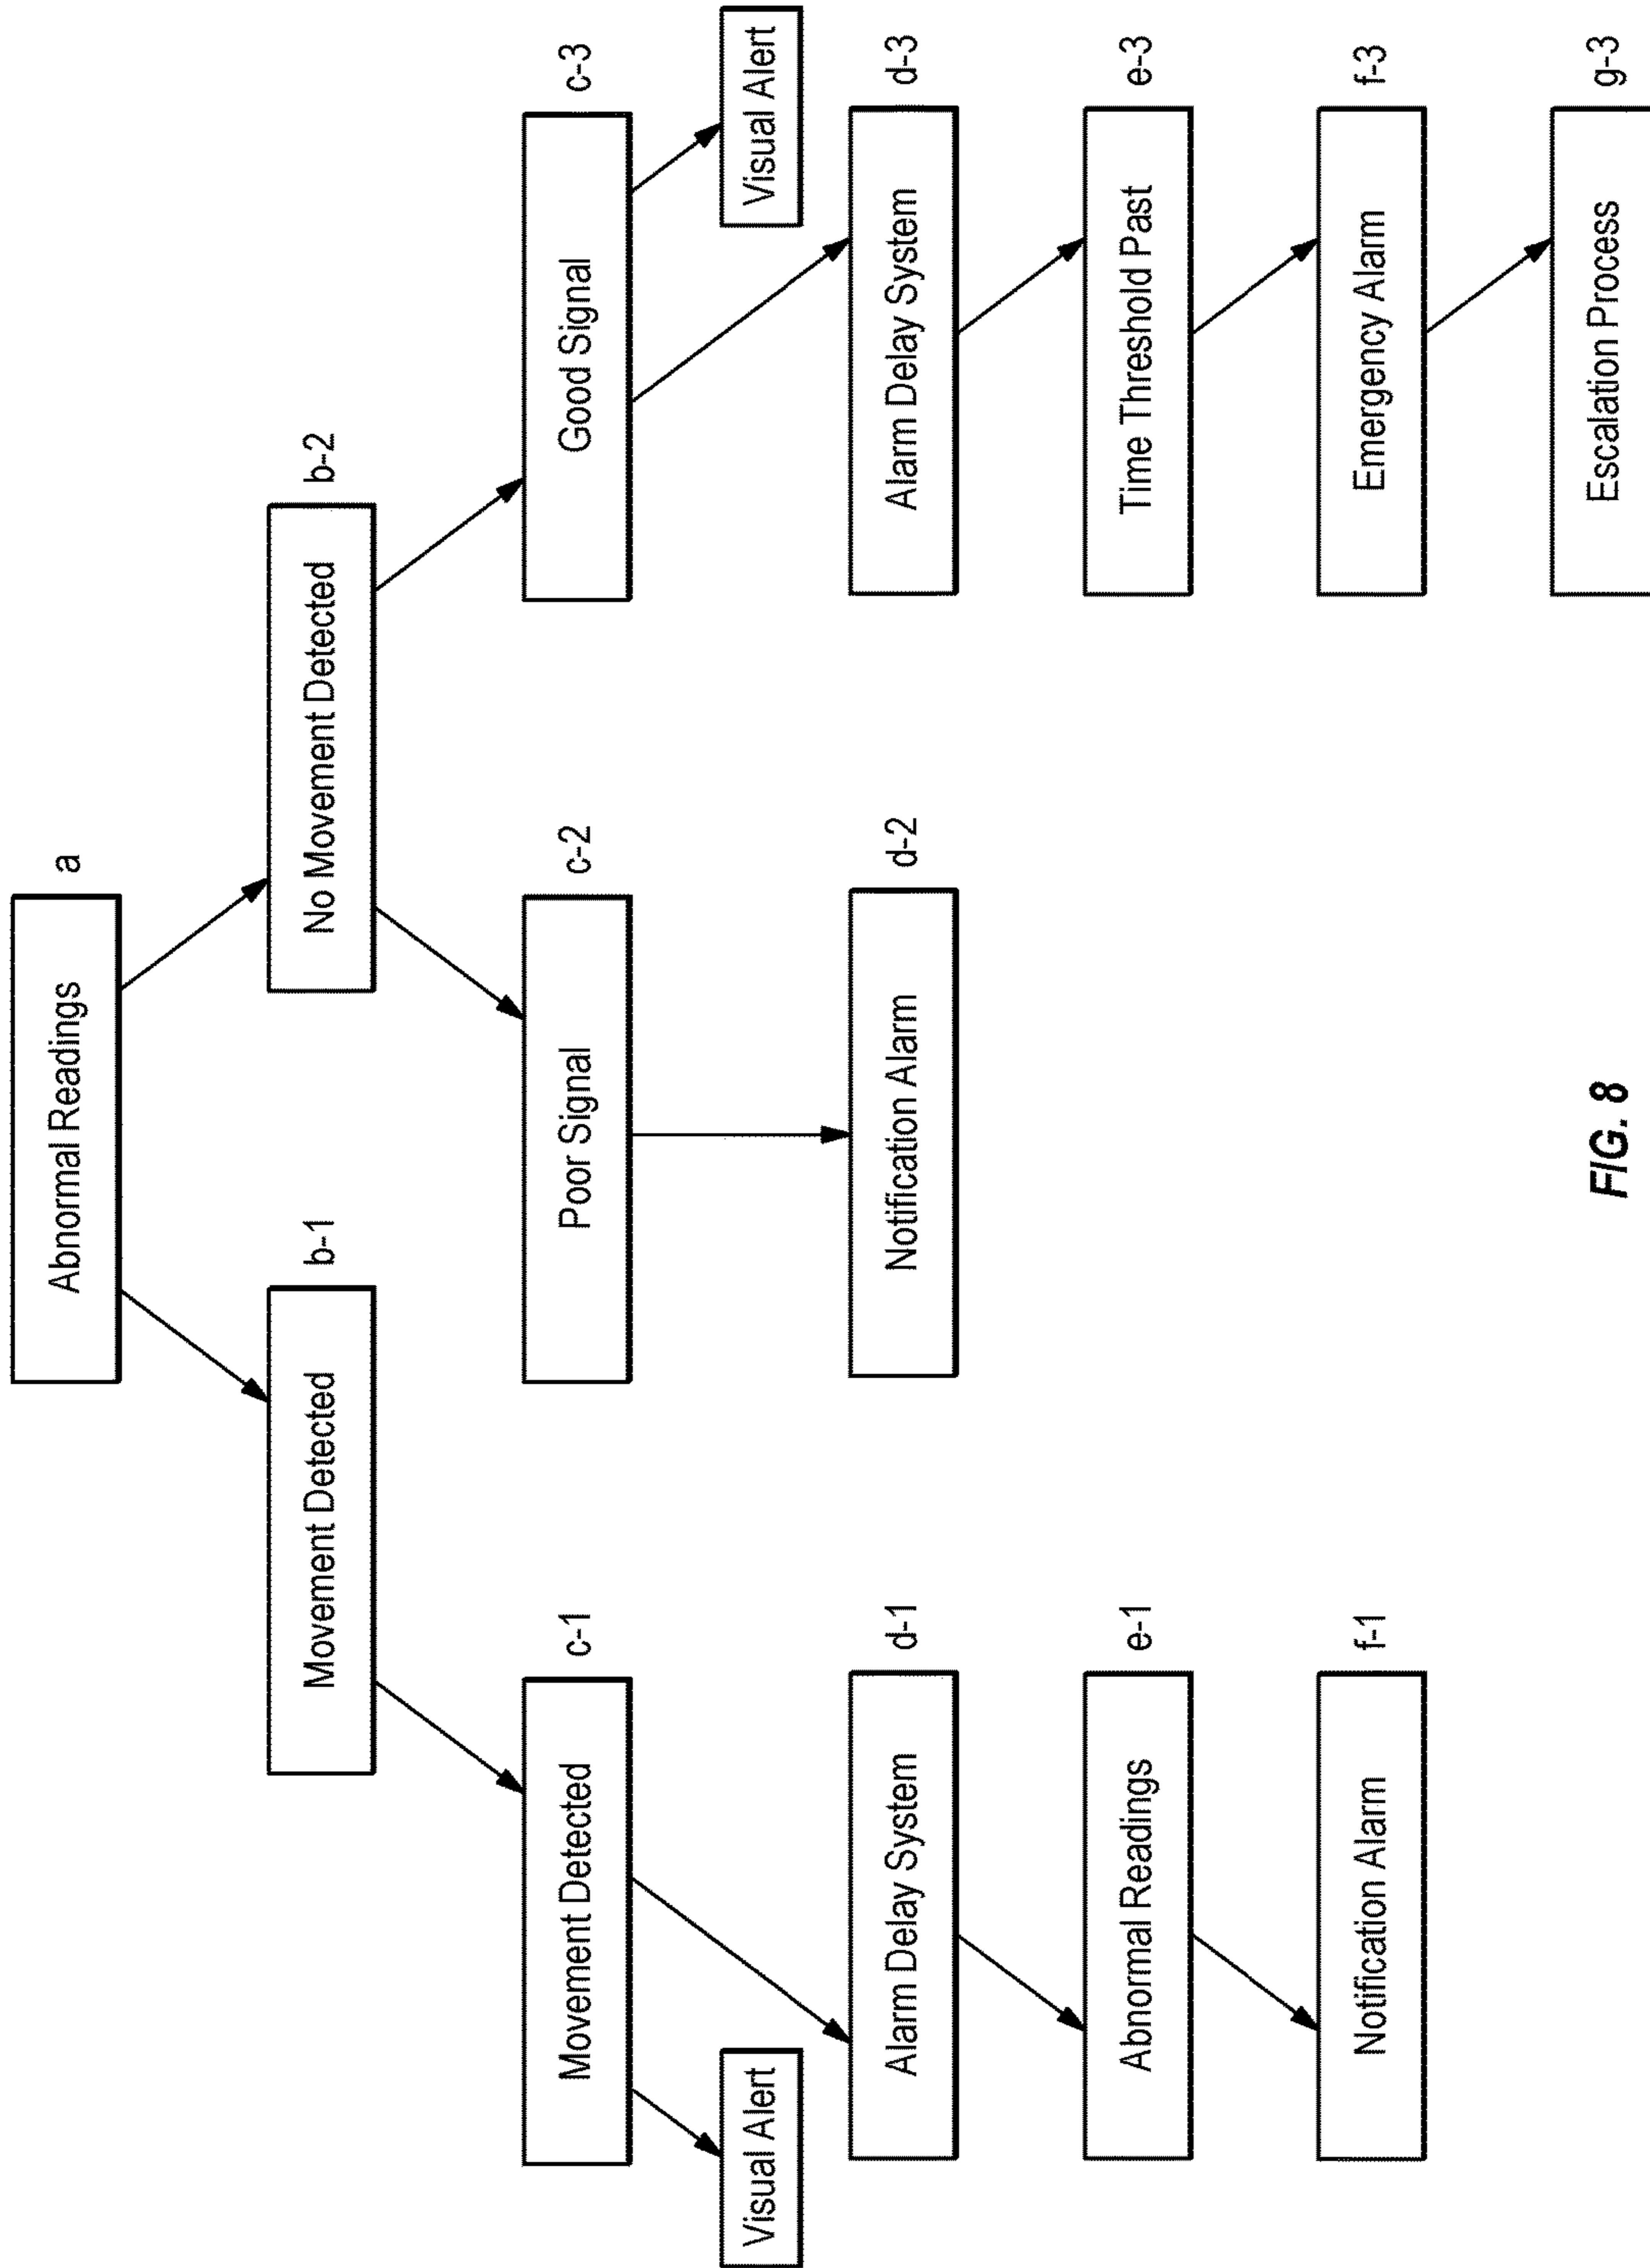 Abnormal Readings
a
Movement Detected
b-1
No Movement Detected
b-2
Movement Detected
c-1
Poor Signal
c-2
Good Signal
c-3
Visual Alert
Visual Alert
Alarm Delay System
d-1
Notification Alarm
d-2
Alarm Delay System
d-3
Abnormal Readings
e-1
Time Threshold Past
e-3
Notification Alarm
f-1
Emergency Alarm
f-3
Escalation Process
g-3
FIG. 8